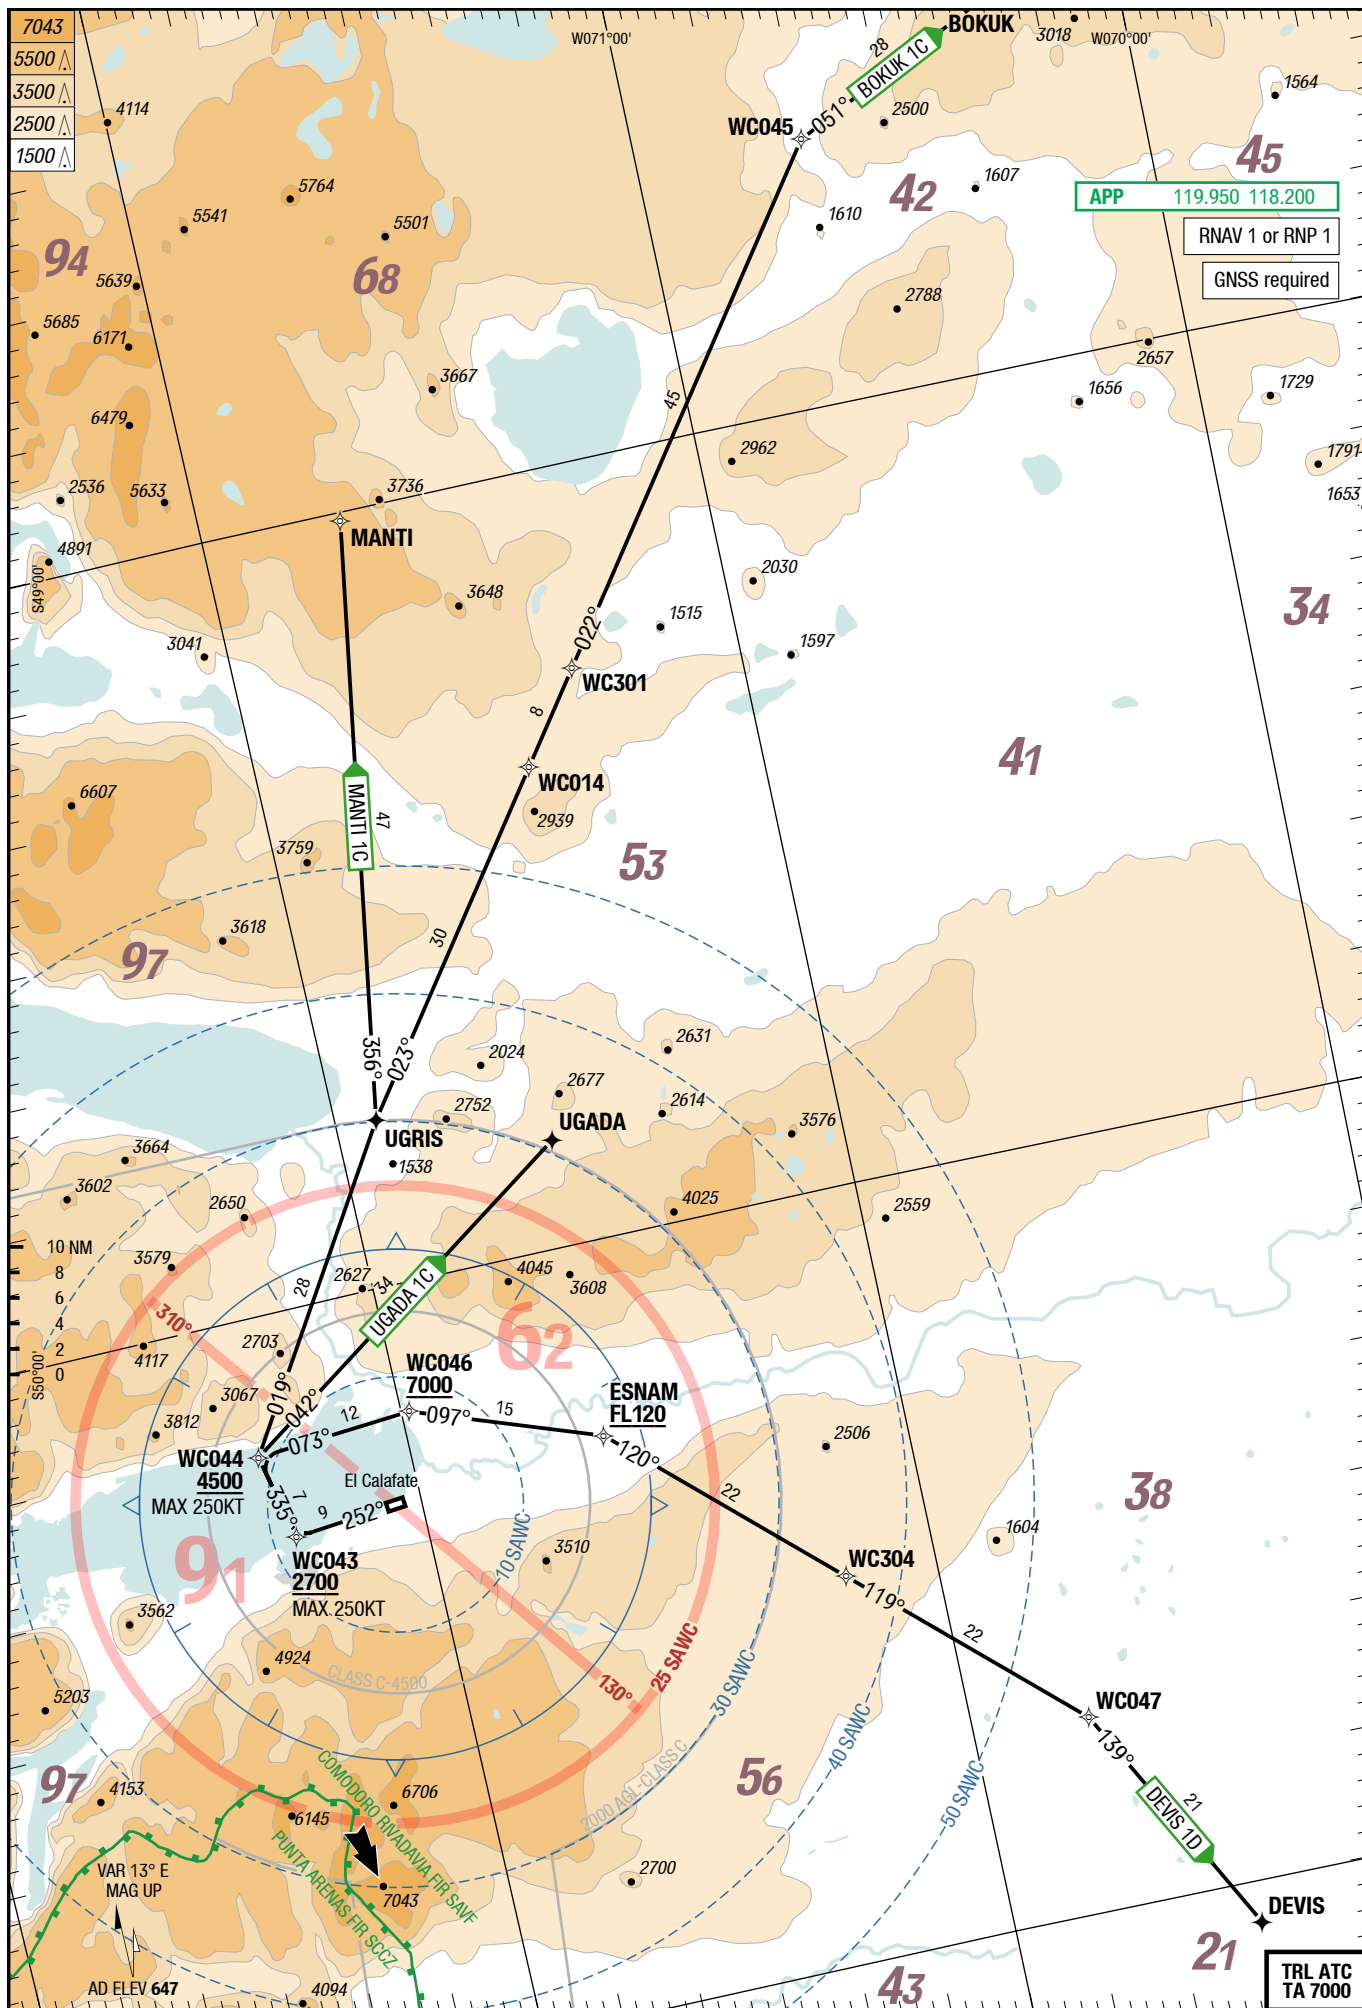 7043
5500
3500
2500
1500
W071°00'
W070°00'
BOKUK
28
BOKUK 1C
051°
WC045
3018
1564
4114
2500
45
42
1607
APP 119.950 118.200
RNAV 1 or RNP 1
GNSS required
5764
5541
5501
1610
94
68
5639
5685
6171
2788
2657
3667
1656
1729
45
6479
2962
1791
2536
5633
3736
1653
MANTI
4891
S49°00'
2030
3648
1515
34
022°
3041
1597
WC301
8
41
WC014
6607
2939
MANTI 1C
47
3759
53
3618
30
97
356°
023°
2024
2631
2677
2752
2614
UGADA
3576
UGRIS
1538
3664
3602
2650
4025
2559
10 NM
8
6
4
2
0
3579
2627
34
4045
3608
UGADA 1C
28
310°
62
4117
2703
S50°00'
WC046
7000
ESNAM
FL120
3067
019°
042°
12
097°
15
3812
073°
120°
2506
WC044
4500
MAX 250KT
El Calafate
22
38
335°
7
9
252°
10 SAWC
1604
91
WC043
2700
MAX 250KT
3510
WC304
119°
3562
22
25 SAWC
4924
CLASS C-4500
130°
30 SAWC
5203
WC047
139°
40 SAWC
97
4153
COMODORO RIVADAVIA FIR SAVF
6706
56
50 SAWC
21
DEVIS 1D
6145
2000 AGL-CLASS C
PUNTA ARENAS FIR SCCZ
VAR 13° E
MAG UP
2700
7043
DEVIS
21
AD ELEV 647
4094
43
TRL ATC
TA 7000